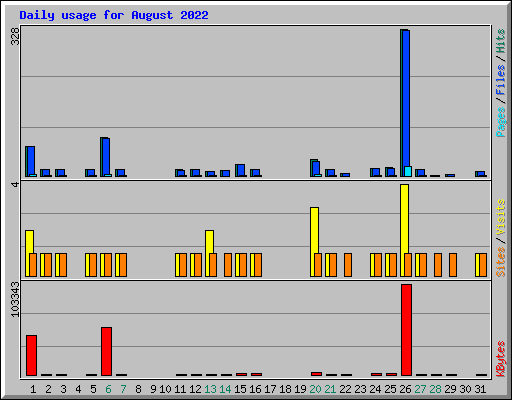 Daily usage for August 2022
328
Pages / Files / Hits
4
Sites / Visits
103343
KBytes
1 2 3 4 5 6 7 8 9 10 11 12 13 14 15 16 17 18 19 20 21 22 23 24 25 26 27 28 29 30 31